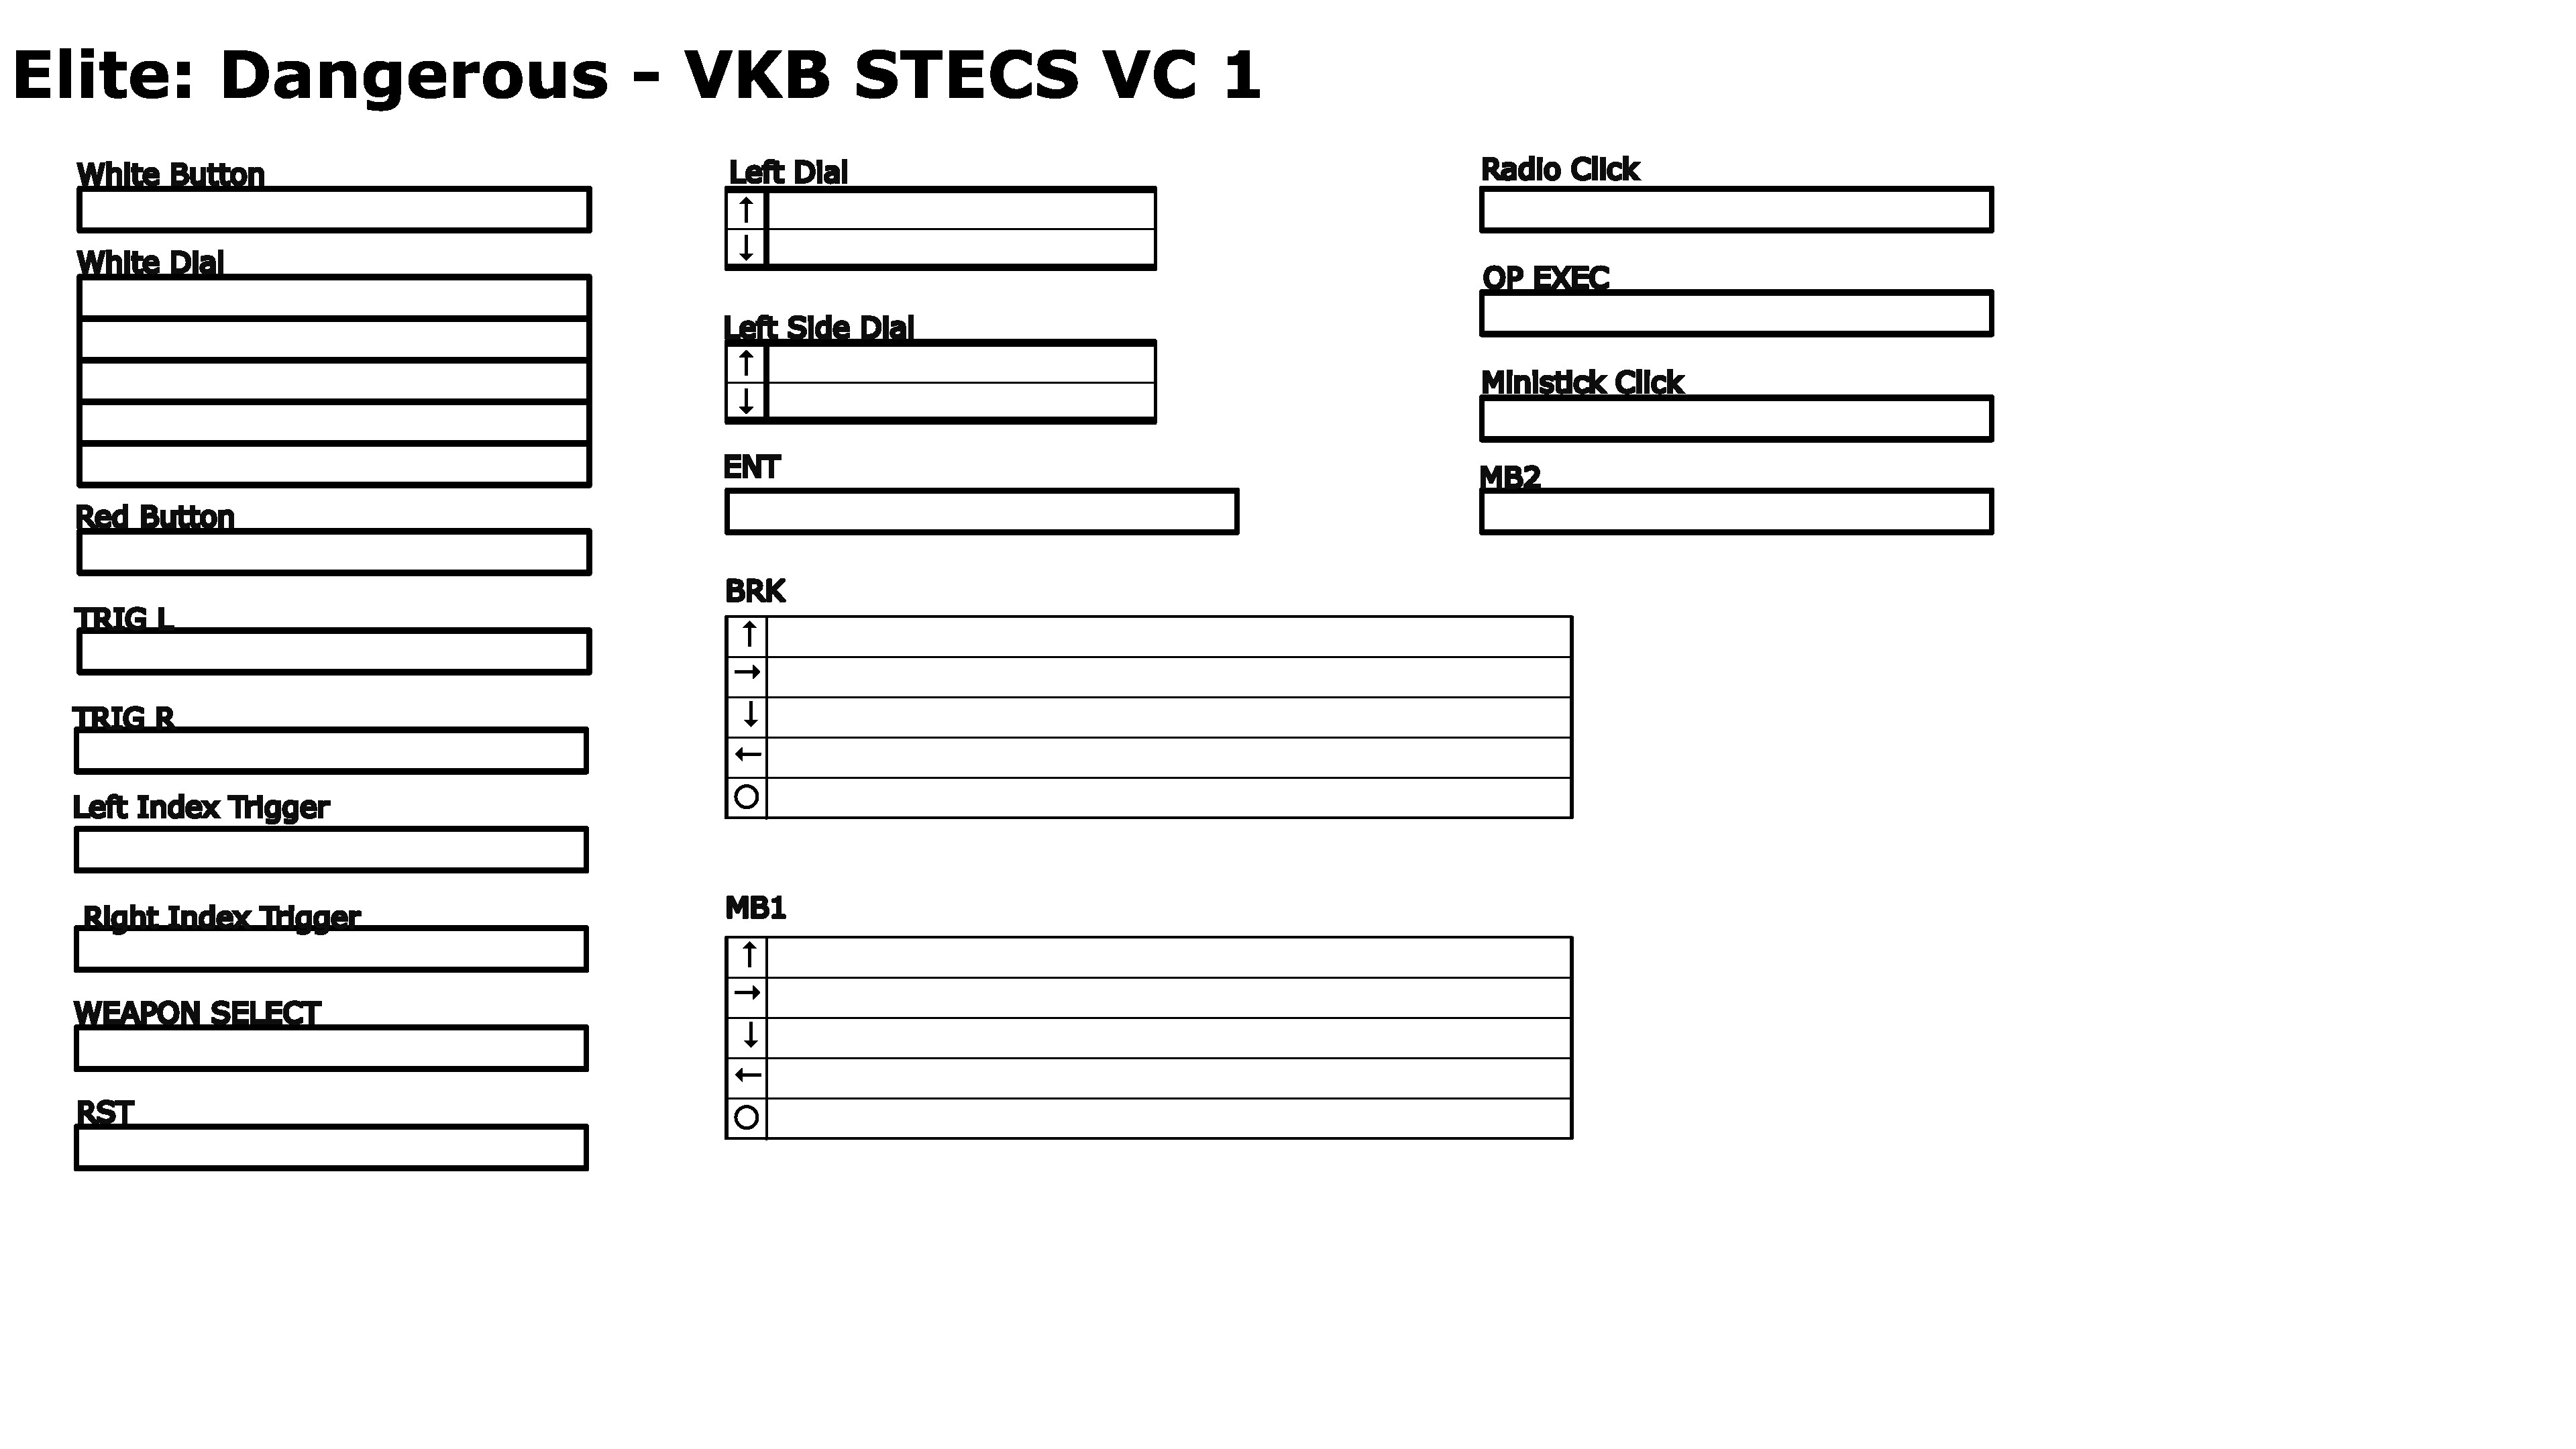 Elite: Dangerous - VKB STECS VC 1
White Button
White Dial
Red Button
TRIG L
TRIG R
Left Index Trigger
Right Index Trigger
WEAPON SELECT
RST
Left Dial
↑
↓
Left Side Dial
↑
↓
ENT
BRK
↑
→
↓
←
○
MB1
↑
→
↓
←
○
Radio Click
OP EXEC
Ministick Click
MB2